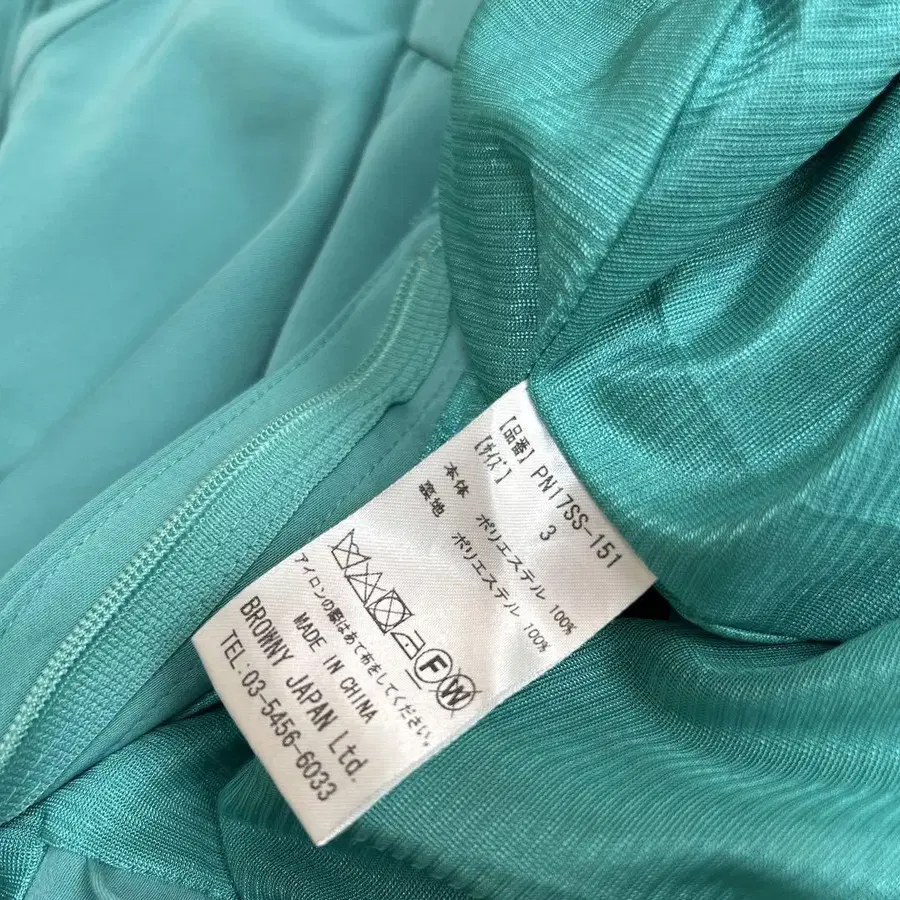 【品番】 PN17SS-151
【サイズ】 3
本体 ポリエステル 100%
裏地 ポリエステル 100%
F W
アイロンの際はあて布をしてください。
MADE IN CHINA
BROWNY JAPAN Ltd.
TEL:03-5456-6033